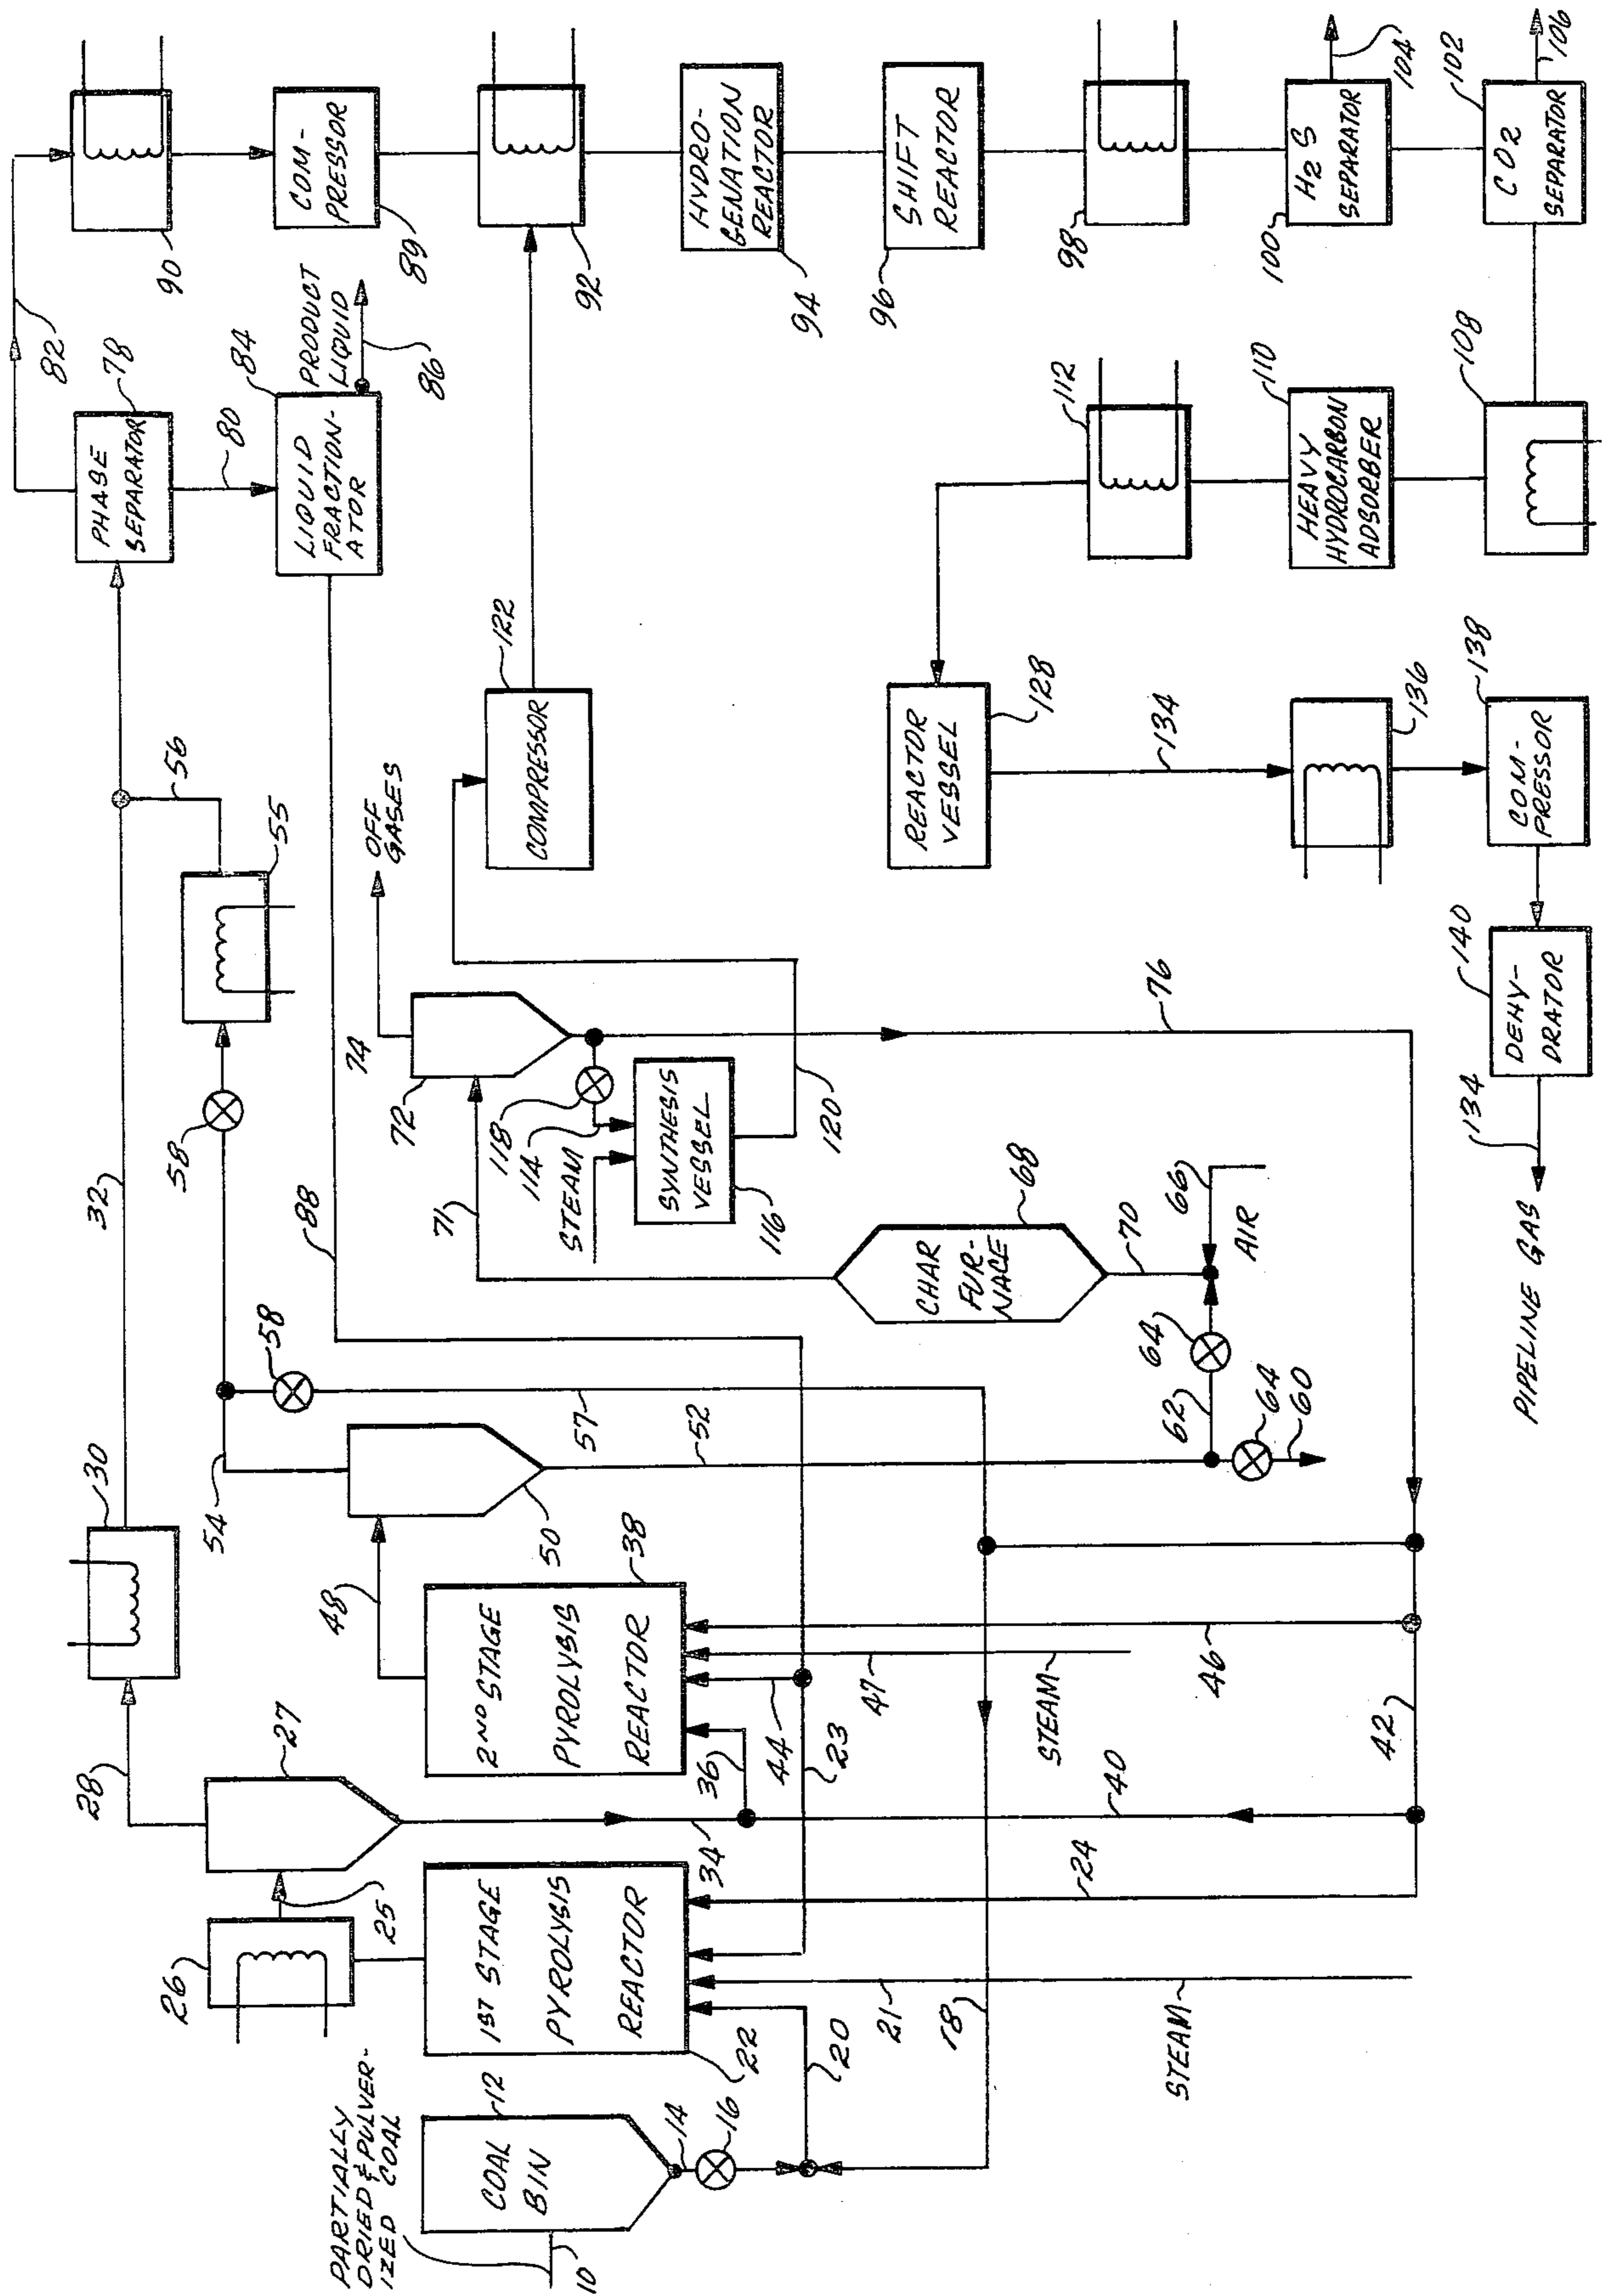 PARTIALLY
DRIED & PULVER-
IZED COAL
10
COAL
BIN
12
14
16
20
18
21
STEAM
22
1ST STAGE
PYROLYSIS
REACTOR
26
25
27
28
24
34
36
40
23
44
42
47
STEAM
46
2ND STAGE
PYROLYSIS
REACTOR
38
48
50
30
32
54
58
57
52
62
64
64
60
58
55
56
88
71
72
74
OFF
GASES
118
114
STEAM
SYNTHESIS
VESSEL
116
120
76
CHAR
FUR-
NACE
68
70
66
AIR
COMPRESSOR
122
PHASE
SEPARATOR
78
80
82
LIQUID
FRACTION-
ATOR
84
PRODUCT
LIQUID
86
90
COM-
PRESSOR
89
92
HYDRO-
GENATION
REACTOR
94
SHIFT
REACTOR
96
98
H2S
SEPARATOR
100
104
CO2
SEPARATOR
102
106
108
HEAVY
HYDROCARBON
ADSORBER
110
112
REACTOR
VESSEL
128
134
136
COM-
PRESSOR
138
DEHY-
DRATOR
140
134
PIPELINE GAS